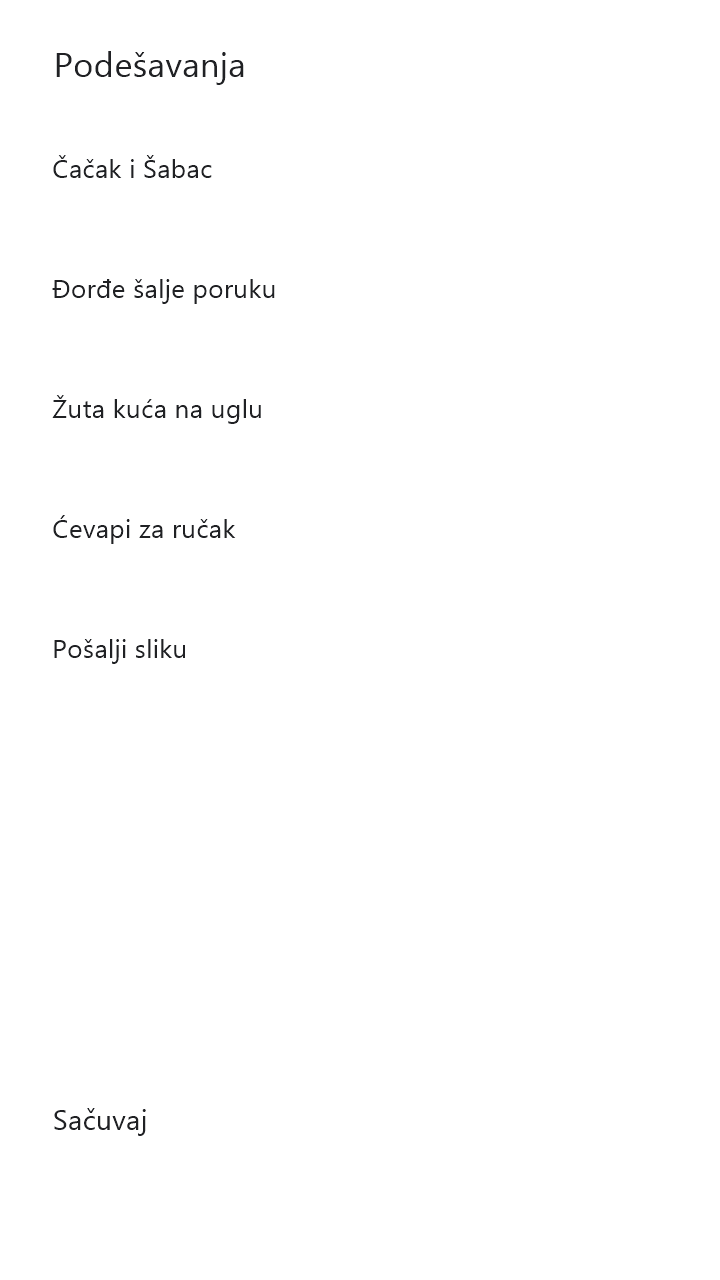 Podešavanja
Čačak i Šabac
Đorđe šalje poruku
Žuta kuća na uglu
Ćevapi za ručak
Pošalji sliku
Sačuvaj